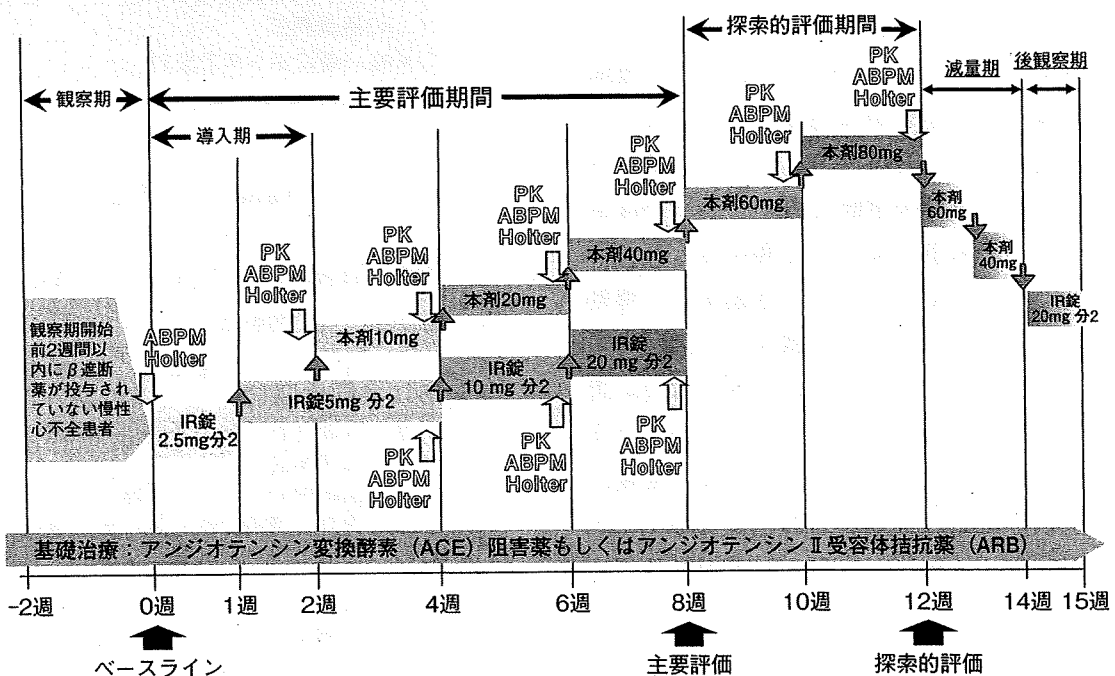 探索的評価期間
減量期
後観察期
観察期
主要評価期間
導入期
PK
ABPM
Holter
PK
ABPM
Holter
本剤80mg
PK
ABPM
Holter
本剤60mg
本剤
60mg
PK
ABPM
Holter
本剤40mg
本剤
40mg
PK
ABPM
Holter
PK
ABPM
Holter
本剤20mg
IR錠
20mg 分2
観察期開始
前2週間以
内にβ遮断
薬が投与され
ていない慢性
心不全患者
ABPM
Holter
本剤10mg
IR錠
2.5mg分2
IR錠5mg 分2
IR錠
10 mg 分2
IR錠
20 mg 分2
PK
ABPM
Holter
PK
ABPM
Holter
PK
ABPM
Holter
基礎治療：アンジオテンシン変換酵素（ACE）阻害薬もしくはアンジオテンシンⅡ受容体拮抗薬（ARB）
-2週 0週 1週 2週 4週 6週 8週 10週 12週 14週 15週
ベースライン 主要評価 探索的評価